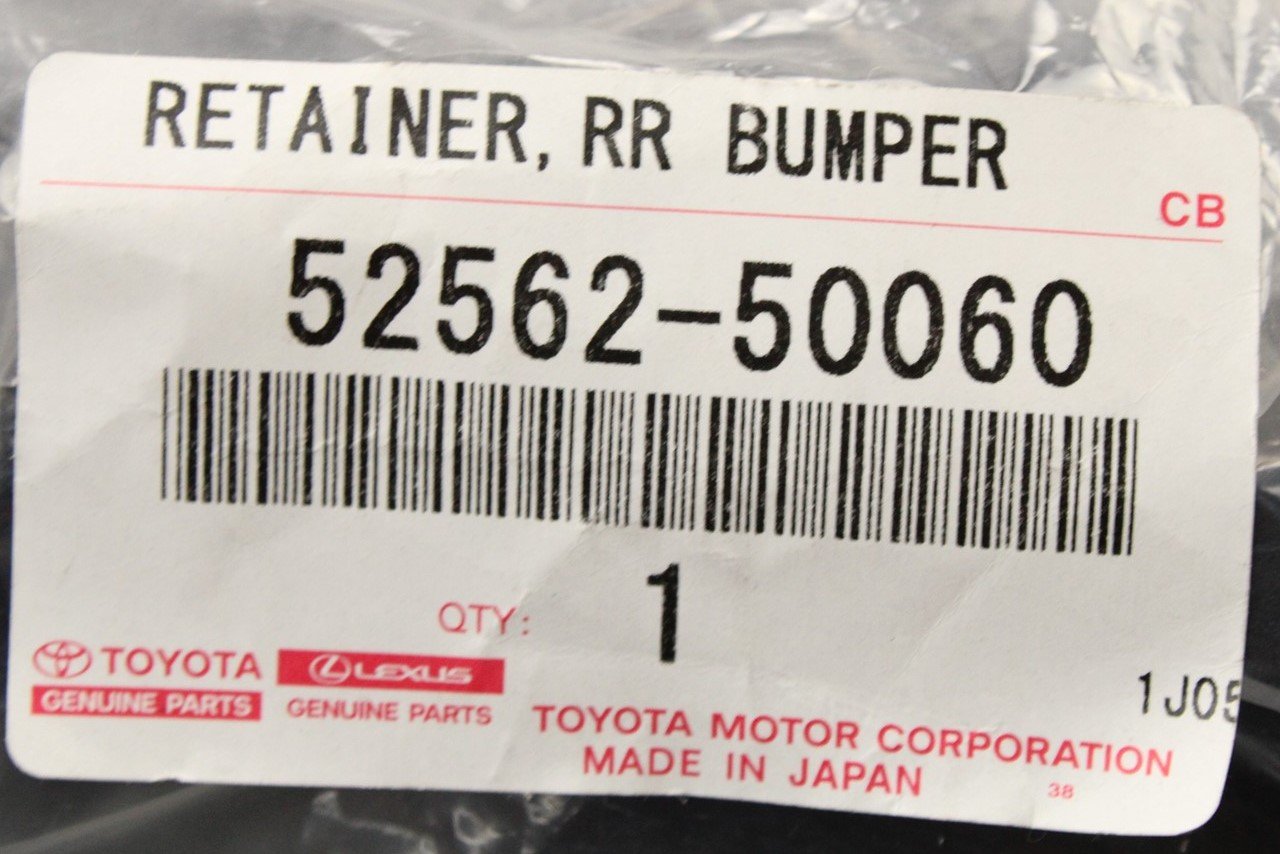 RETAINER, RR BUMPER
CB
52562-50060
QTY: 1
TOYOTA
GENUINE PARTS
LEXUS
GENUINE PARTS
1J05
TOYOTA MOTOR CORPORATION
MADE IN JAPAN
38